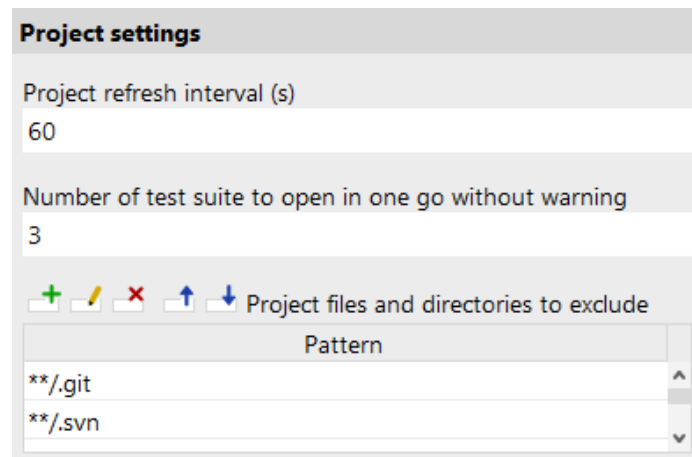 Project settings
Project refresh interval (s)
60
Number of test suite to open in one go without warning
3
Project files and directories to exclude
Pattern
**/.git
**/.svn